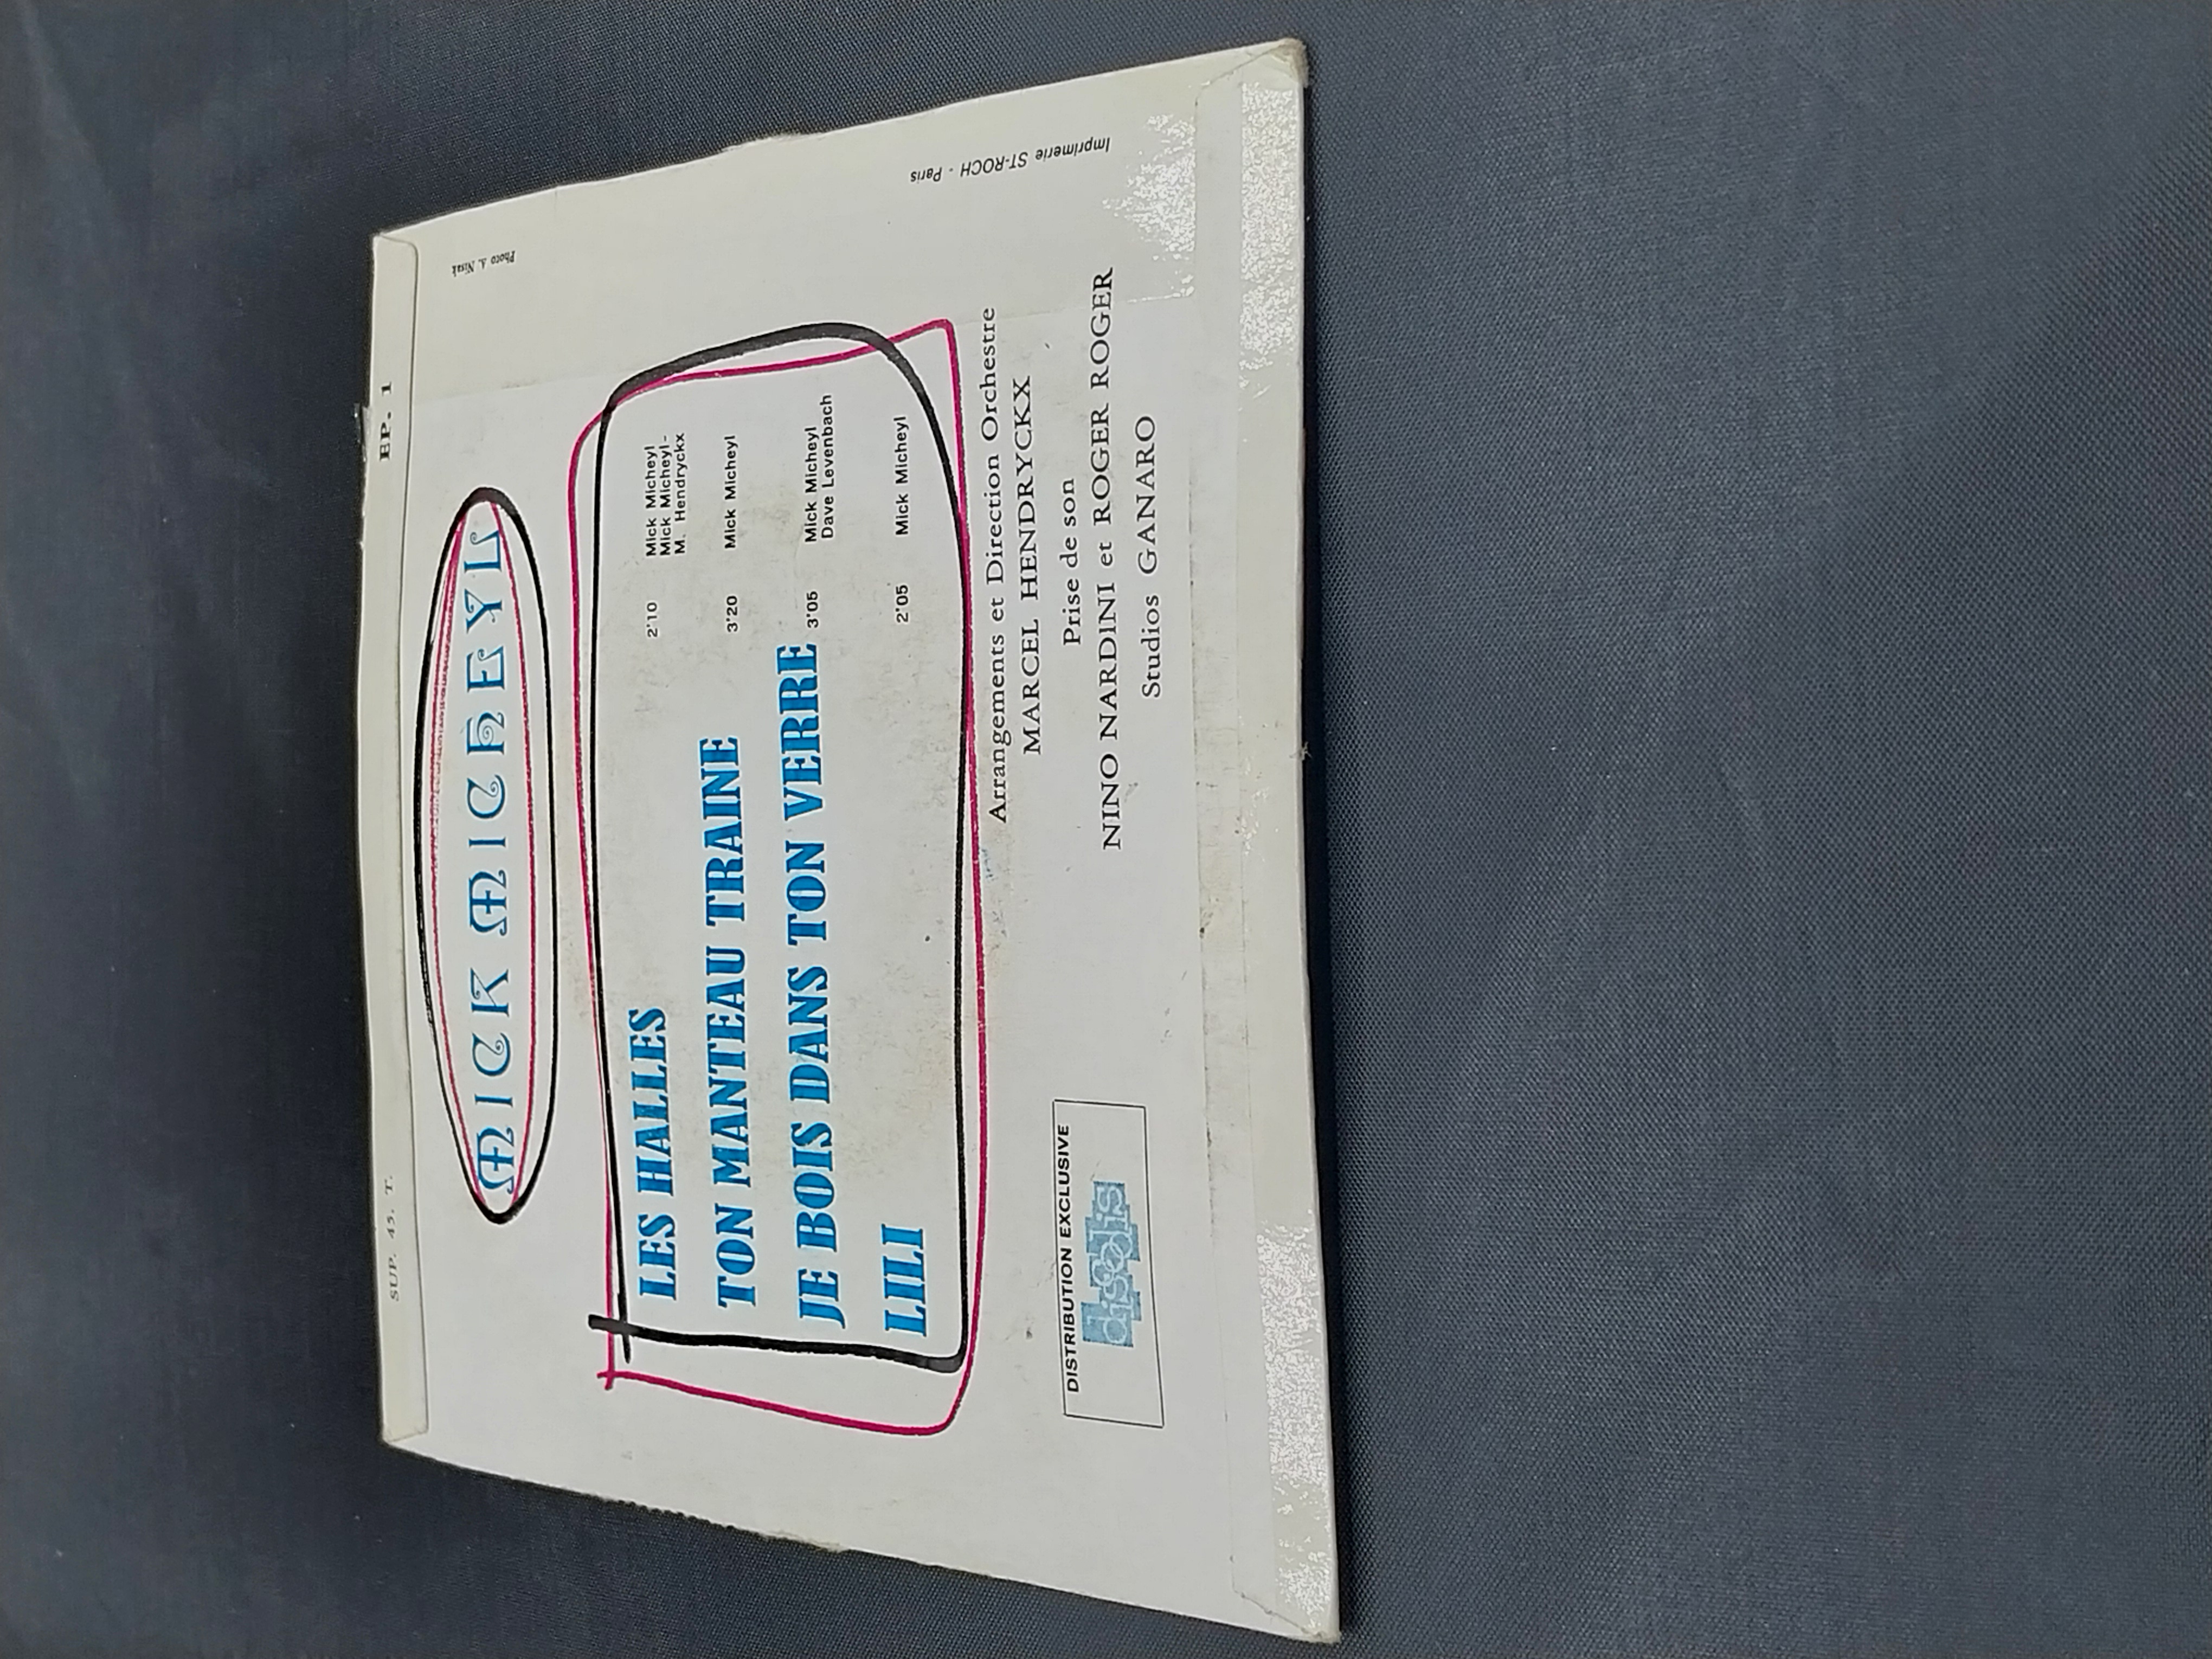 SUP. 45. T. EP. 1
MICK MICHEYL
LES HALLES 2'10 Mick Micheyl
Mick Micheyl-
M. Hendryckx
TON MANTEAU TRAINE 3'20 Mick Micheyl
JE BOIS DANS TON VERRE 3'05 Mick Micheyl
Dave Levenbach
LILI 2'05 Mick Micheyl
Arrangements et Direction Orchestre
MARCEL HENDRYCKX
Prise de son
NINO NARDINI et ROGER ROGER
Studios GANARO
DISTRIBUTION EXCLUSIVE
discodis
Photo A. Nisak
Imprimerie ST-ROCH - Paris